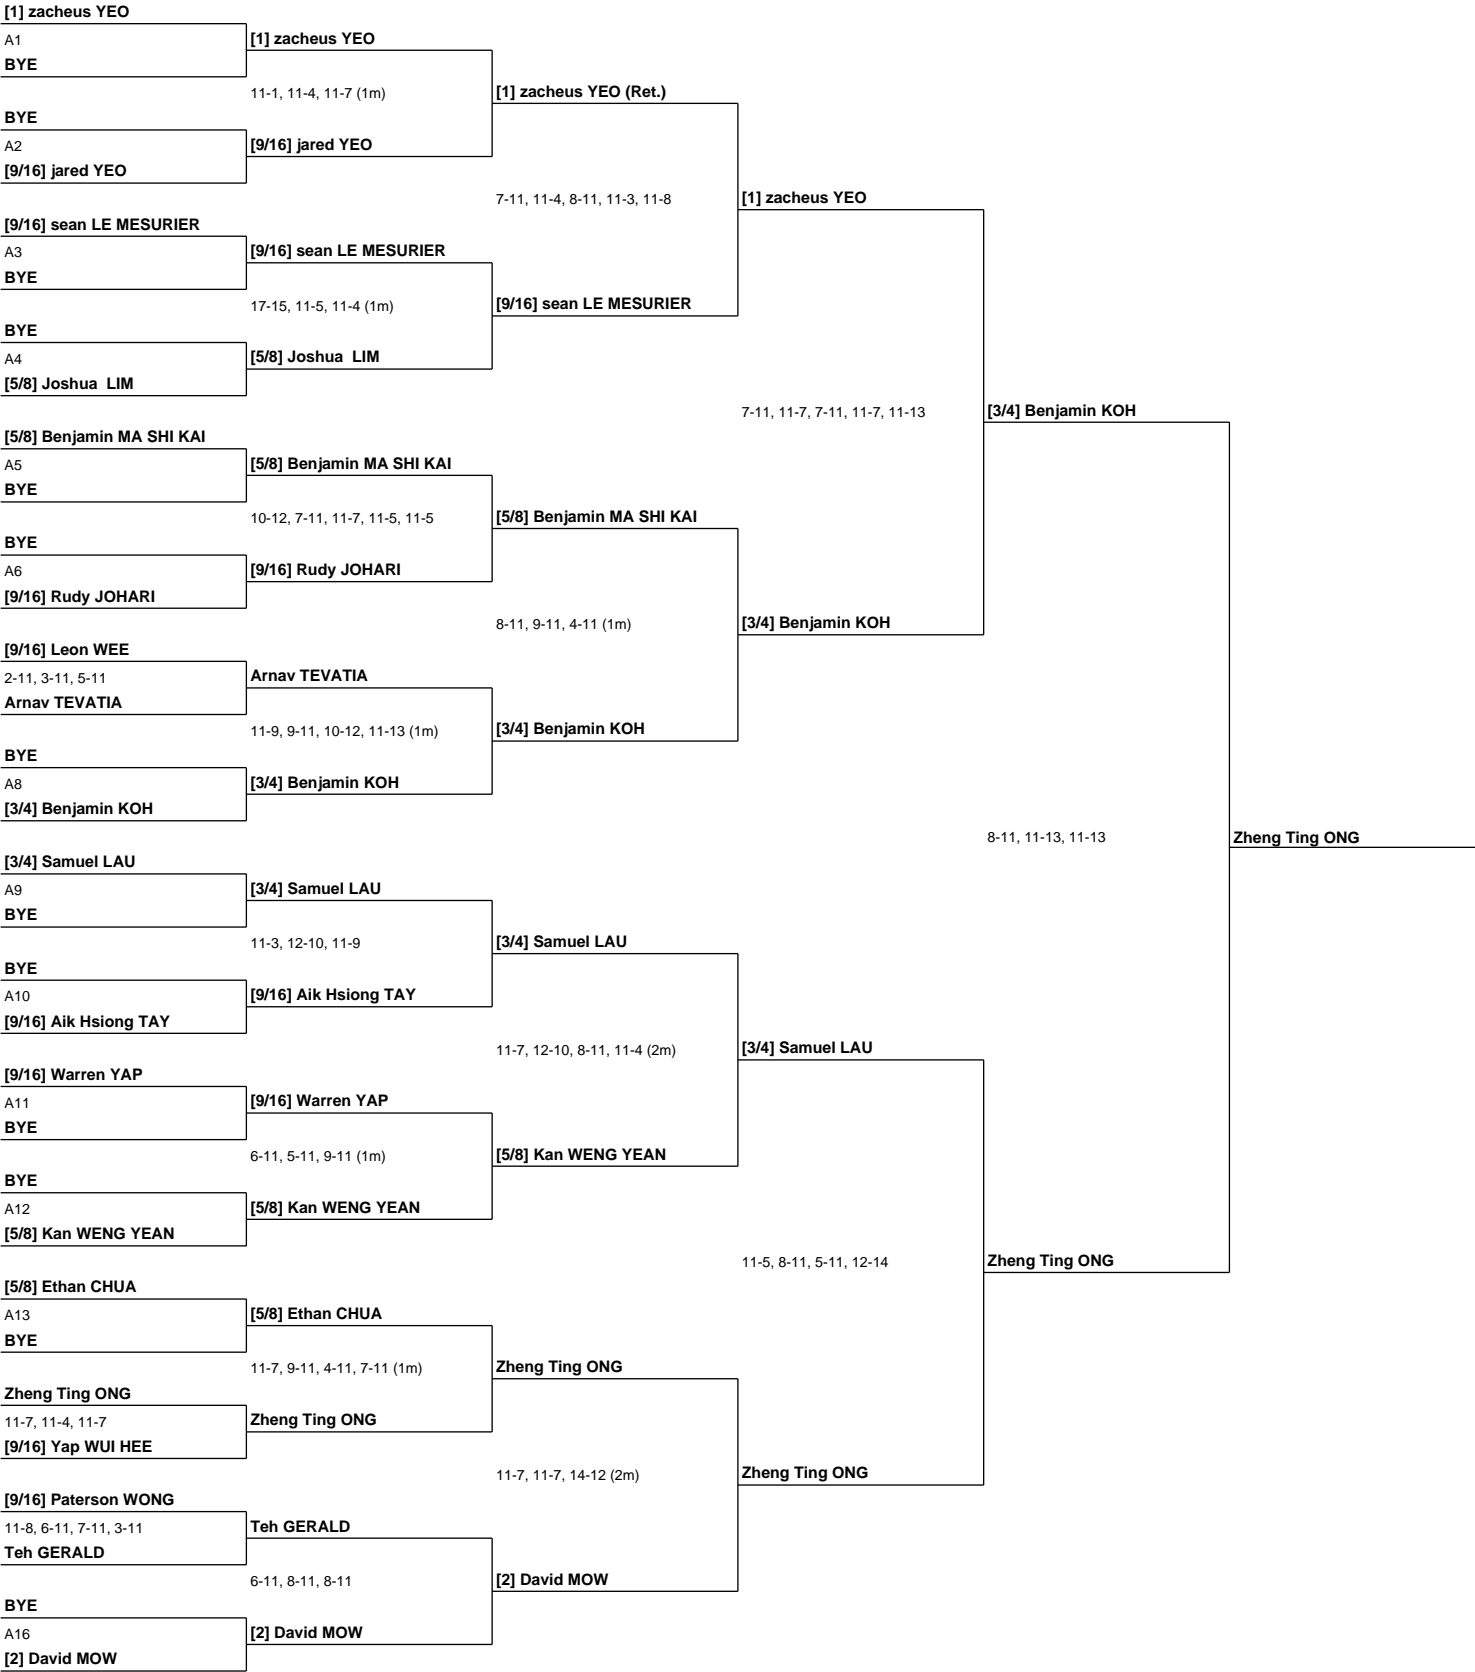 [1] zacheus YEO
A1
[1] zacheus YEO
BYE
11-1, 11-4, 11-7 (1m)
[1] zacheus YEO (Ret.)
BYE
A2
[9/16] jared YEO
[9/16] jared YEO
7-11, 11-4, 8-11, 11-3, 11-8
[1] zacheus YEO
[9/16] sean LE MESURIER
A3
[9/16] sean LE MESURIER
BYE
17-15, 11-5, 11-4 (1m)
[9/16] sean LE MESURIER
BYE
A4
[5/8] Joshua  LIM
[5/8] Joshua  LIM
7-11, 11-7, 7-11, 11-7, 11-13
[3/4] Benjamin KOH
[5/8] Benjamin MA SHI KAI
A5
[5/8] Benjamin MA SHI KAI
BYE
10-12, 7-11, 11-7, 11-5, 11-5
[5/8] Benjamin MA SHI KAI
BYE
A6
[9/16] Rudy JOHARI
[9/16] Rudy JOHARI
8-11, 9-11, 4-11 (1m)
[3/4] Benjamin KOH
[9/16] Leon WEE
2-11, 3-11, 5-11
Arnav TEVATIA
Arnav TEVATIA
11-9, 9-11, 10-12, 11-13 (1m)
[3/4] Benjamin KOH
BYE
A8
[3/4] Benjamin KOH
[3/4] Benjamin KOH
8-11, 11-13, 11-13
Zheng Ting ONG
[3/4] Samuel LAU
A9
[3/4] Samuel LAU
BYE
11-3, 12-10, 11-9
[3/4] Samuel LAU
BYE
A10
[9/16] Aik Hsiong TAY
[9/16] Aik Hsiong TAY
11-7, 12-10, 8-11, 11-4 (2m)
[3/4] Samuel LAU
[9/16] Warren YAP
A11
[9/16] Warren YAP
BYE
6-11, 5-11, 9-11 (1m)
[5/8] Kan WENG YEAN
BYE
A12
[5/8] Kan WENG YEAN
[5/8] Kan WENG YEAN
11-5, 8-11, 5-11, 12-14
Zheng Ting ONG
[5/8] Ethan CHUA
A13
[5/8] Ethan CHUA
BYE
11-7, 9-11, 4-11, 7-11 (1m)
Zheng Ting ONG
Zheng Ting ONG
11-7, 11-4, 11-7
Zheng Ting ONG
[9/16] Yap WUI HEE
11-7, 11-7, 14-12 (2m)
Zheng Ting ONG
[9/16] Paterson WONG
11-8, 6-11, 7-11, 3-11
Teh GERALD
Teh GERALD
6-11, 8-11, 8-11
[2] David MOW
BYE
A16
[2] David MOW
[2] David MOW